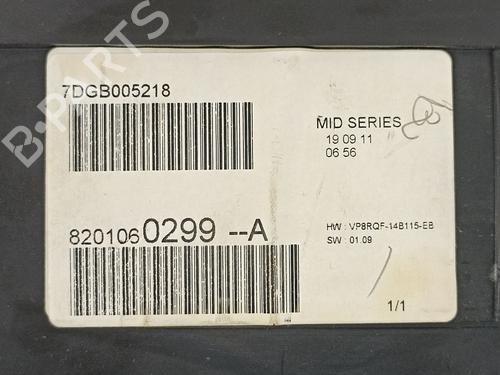 7DGB005218
MID SERIES
19 09 11
06 56
8201060299 --A
HW : VP8RQF-14B115-EB
SW : 01.09
1/1
B-PARTS